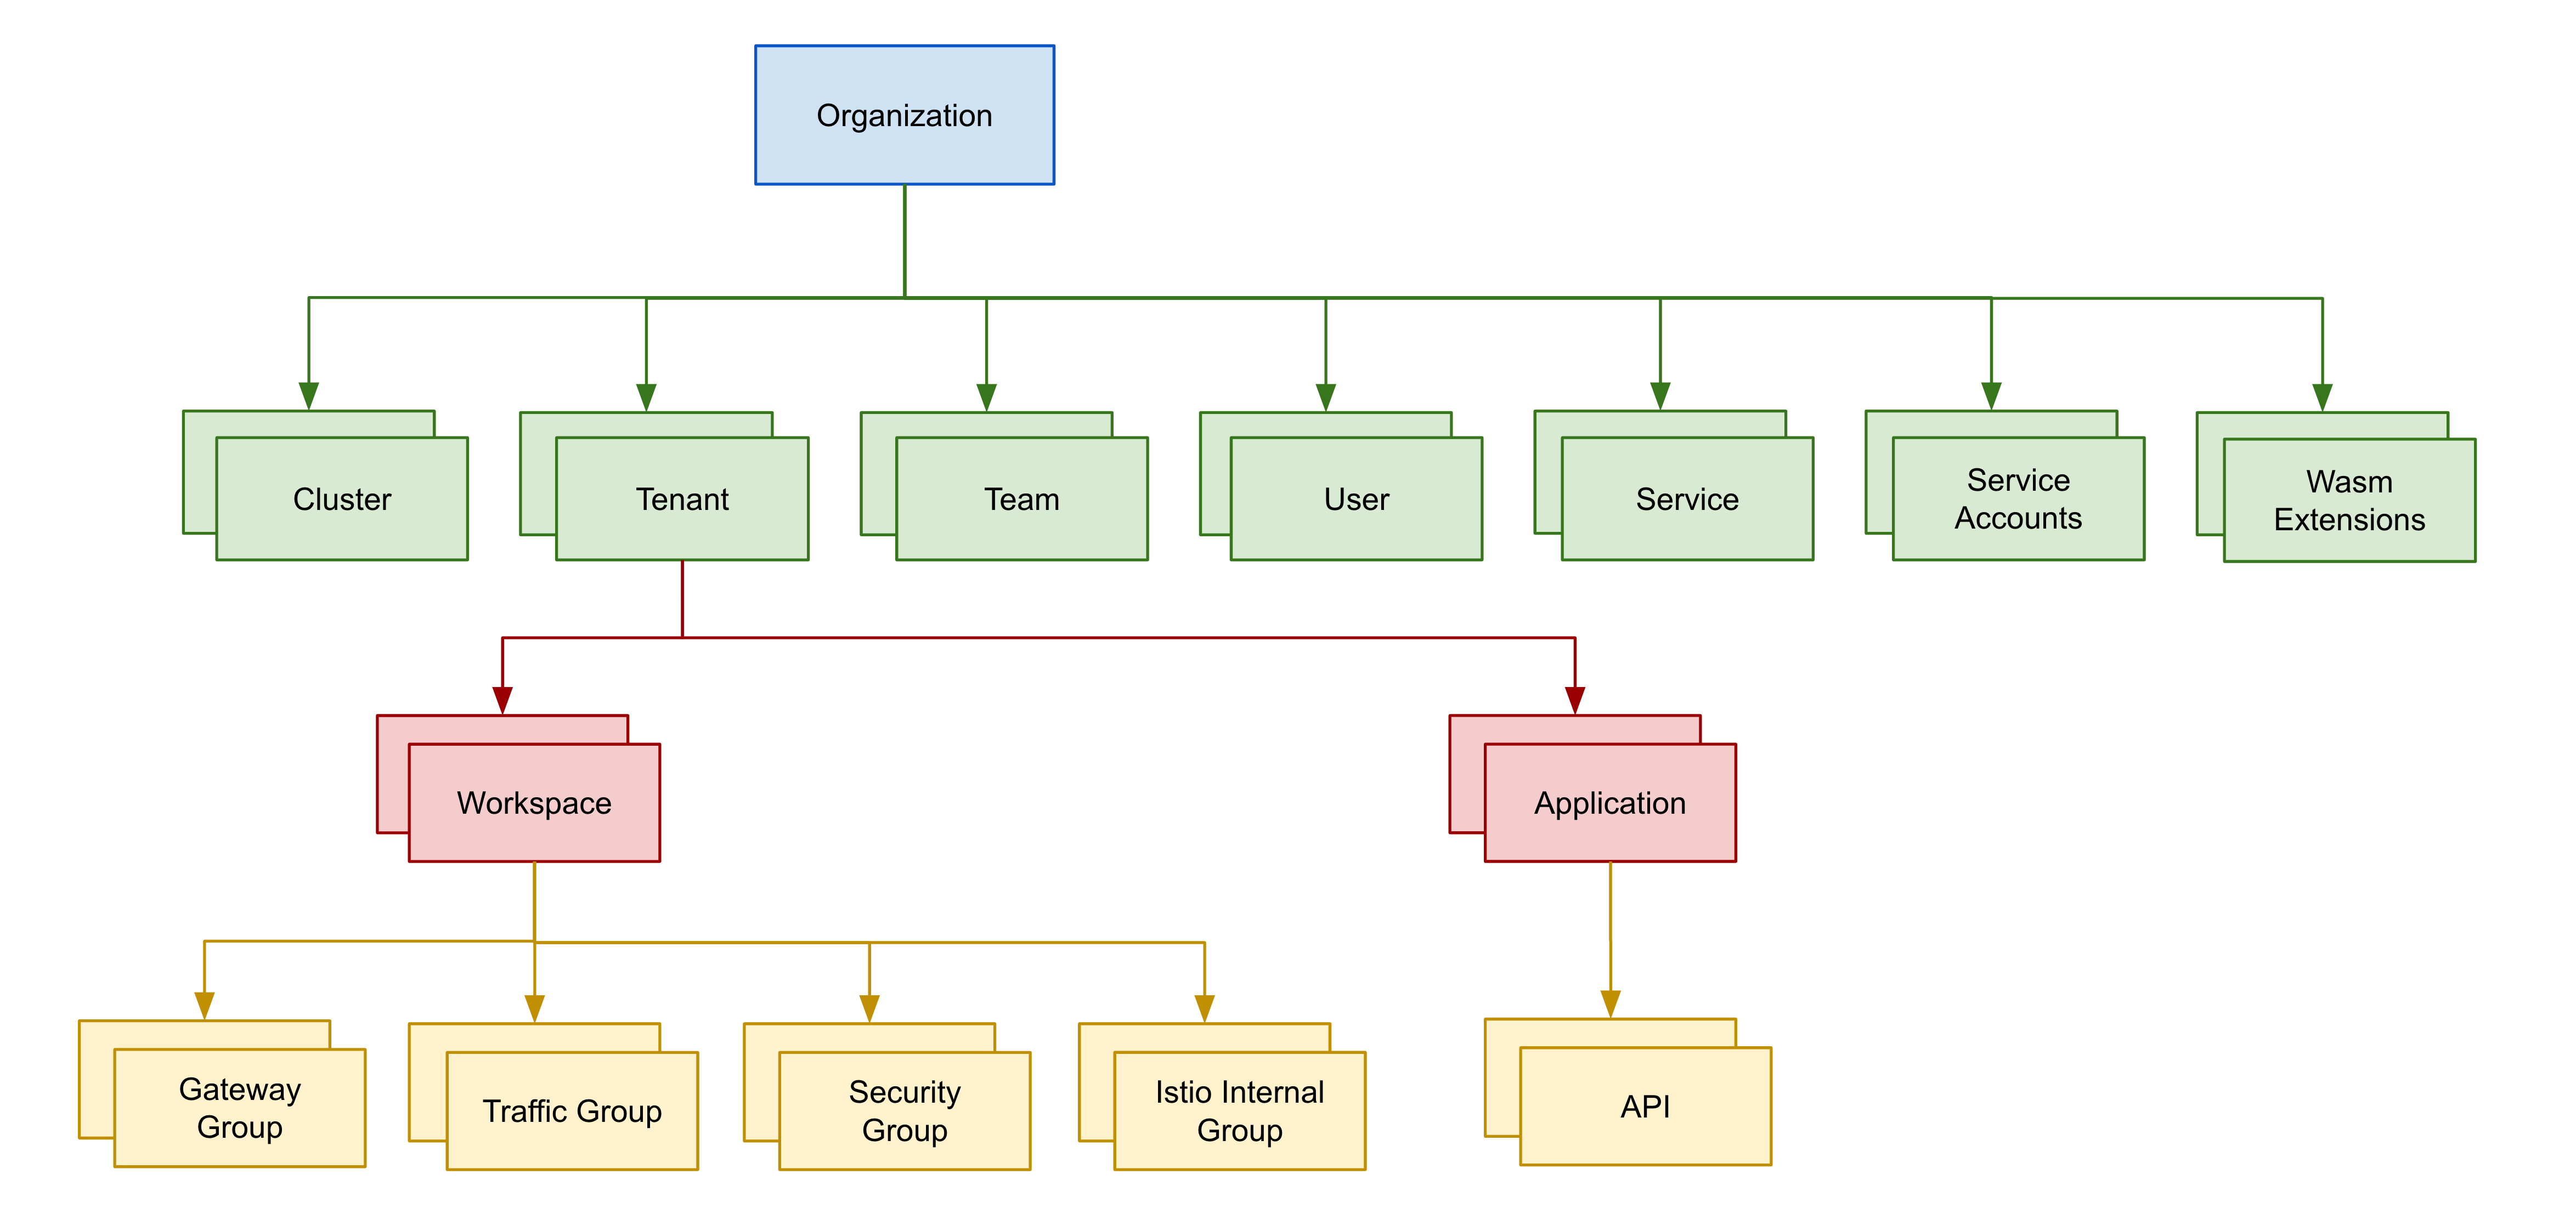 Organization
Cluster
Tenant
Team
User
Service
Service
Accounts
Wasm
Extensions
Workspace
Application
Gateway
Group
Traffic Group
Security
Group
Istio Internal
Group
API